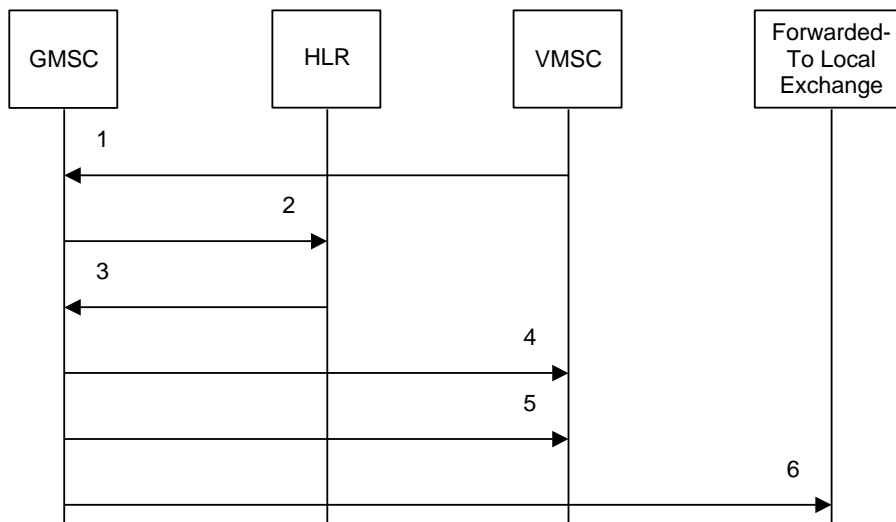 GMSC
HLR
VMSC
Forwarded-
To Local
Exchange
1
2
3
4
5
6